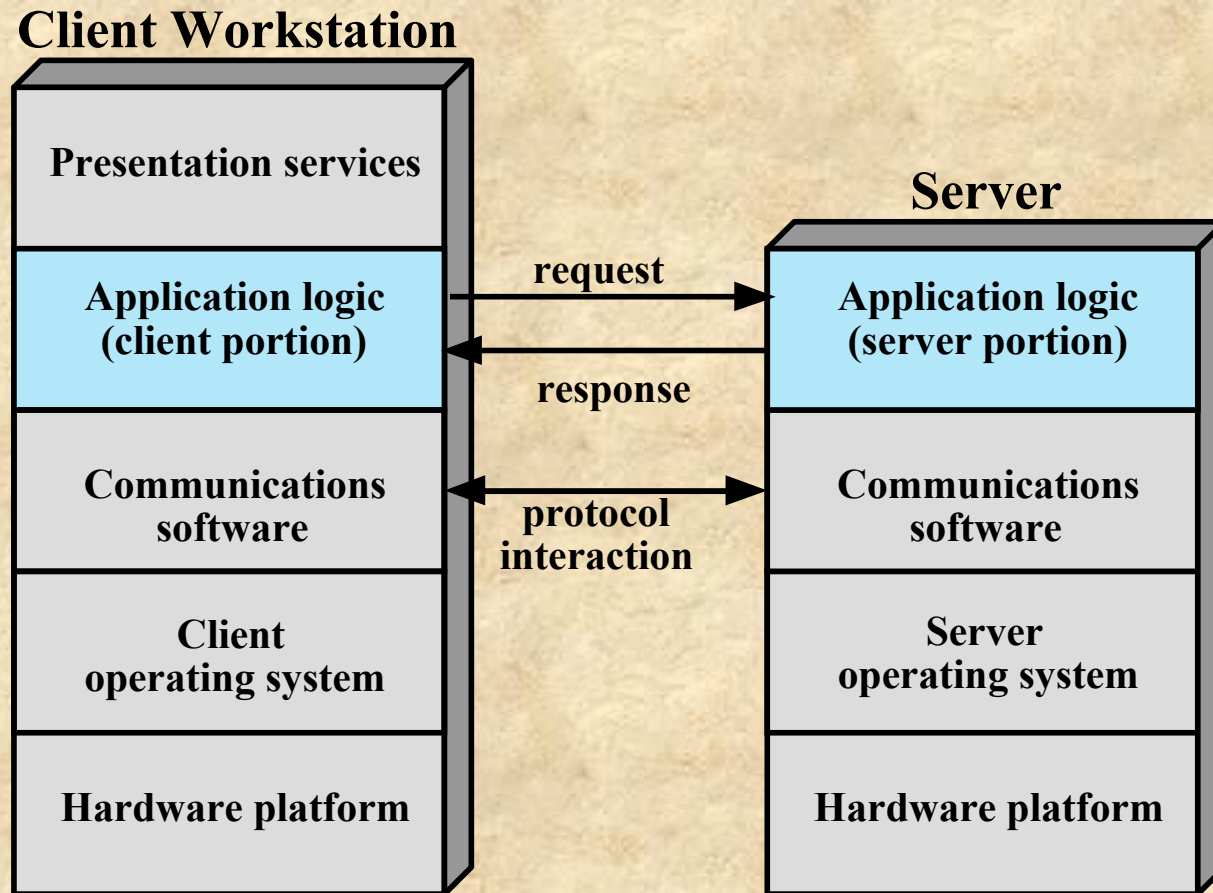 Client Workstation
Presentation services
Application logic
(client portion)
Communications
software
Client
operating system
Hardware platform
request
response
protocol
interaction
Server
Application logic
(server portion)
Communications
software
Server
operating system
Hardware platform